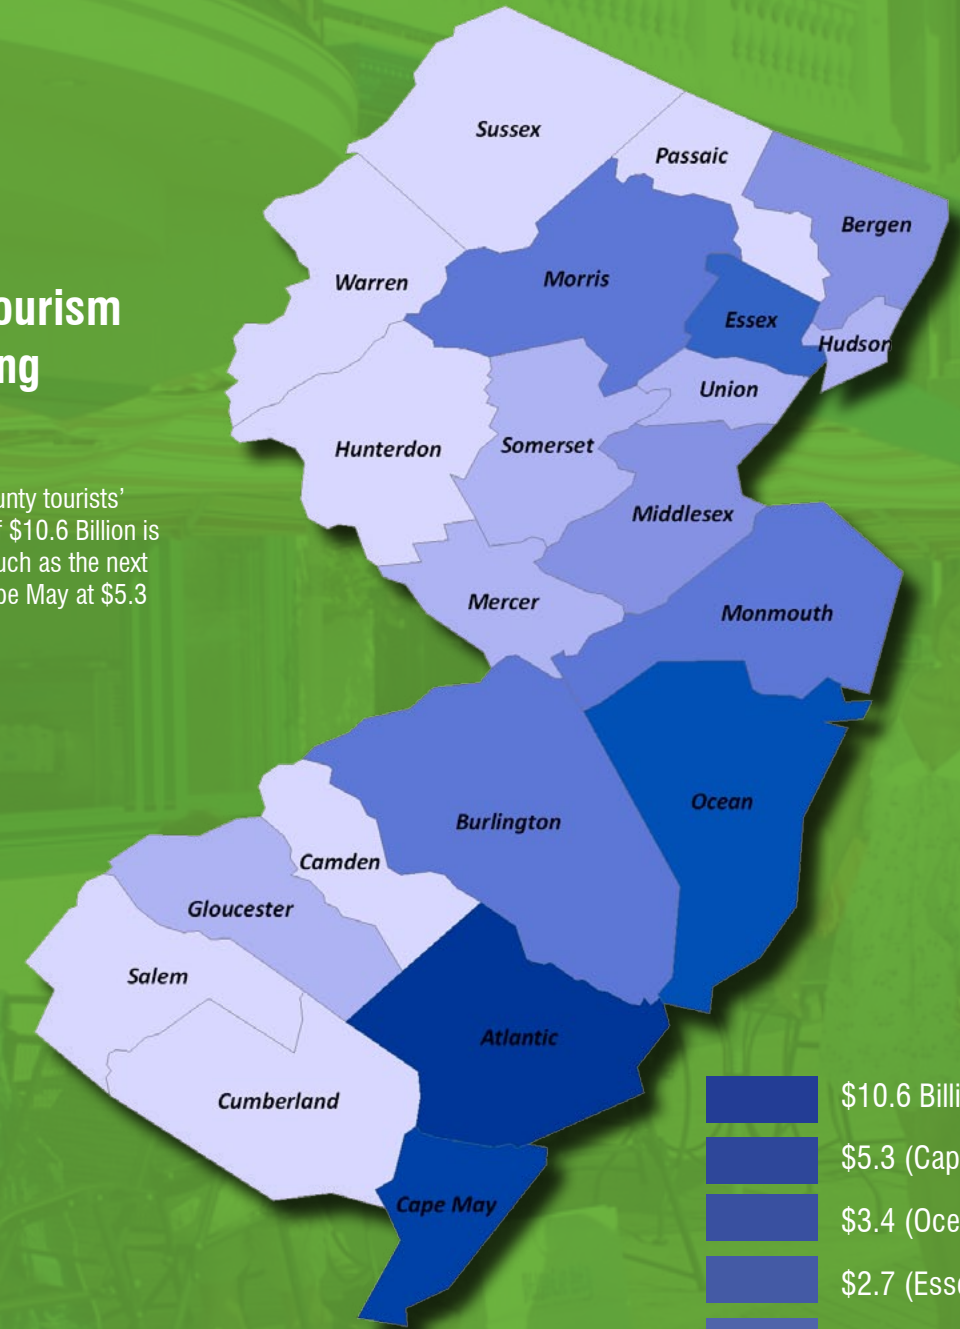 Sussex
Passaic
Bergen
Warren
Morris
Essex
Hudson
Union
Hunterdon
Somerset
Middlesex
Mercer
Monmouth
Ocean
Burlington
Camden
Gloucester
Salem
Atlantic
Cumberland
Cape May
ourism
ng
unty tourists’
f $10.6 Billion is
uch as the next
pe May at $5.3
$10.6 Billi
$5.3 (Cap
$3.4 (Oce
$2.7 (Esse